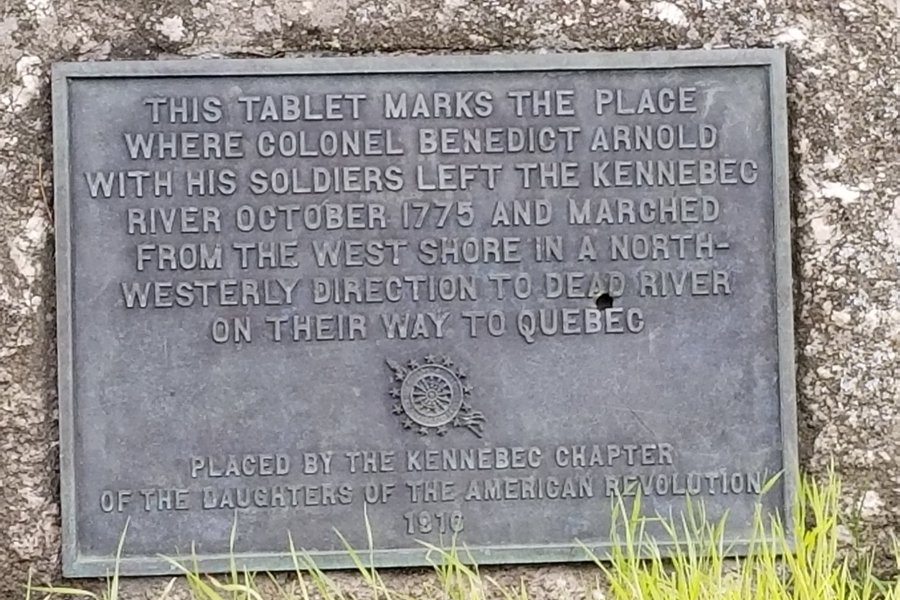 THIS TABLET MARKS THE PLACE
WHERE COLONEL BENEDICT ARNOLD
WITH HIS SOLDIERS LEFT THE KENNEBEC
RIVER OCTOBER 1775 AND MARCHED
FROM THE WEST SHORE IN A NORTH-
WESTERLY DIRECTION TO DEAD RIVER
ON THEIR WAY TO QUEBEC
PLACED BY THE KENNEBEC CHAPTER
OF THE DAUGHTERS OF THE AMERICAN REVOLUTION
1916